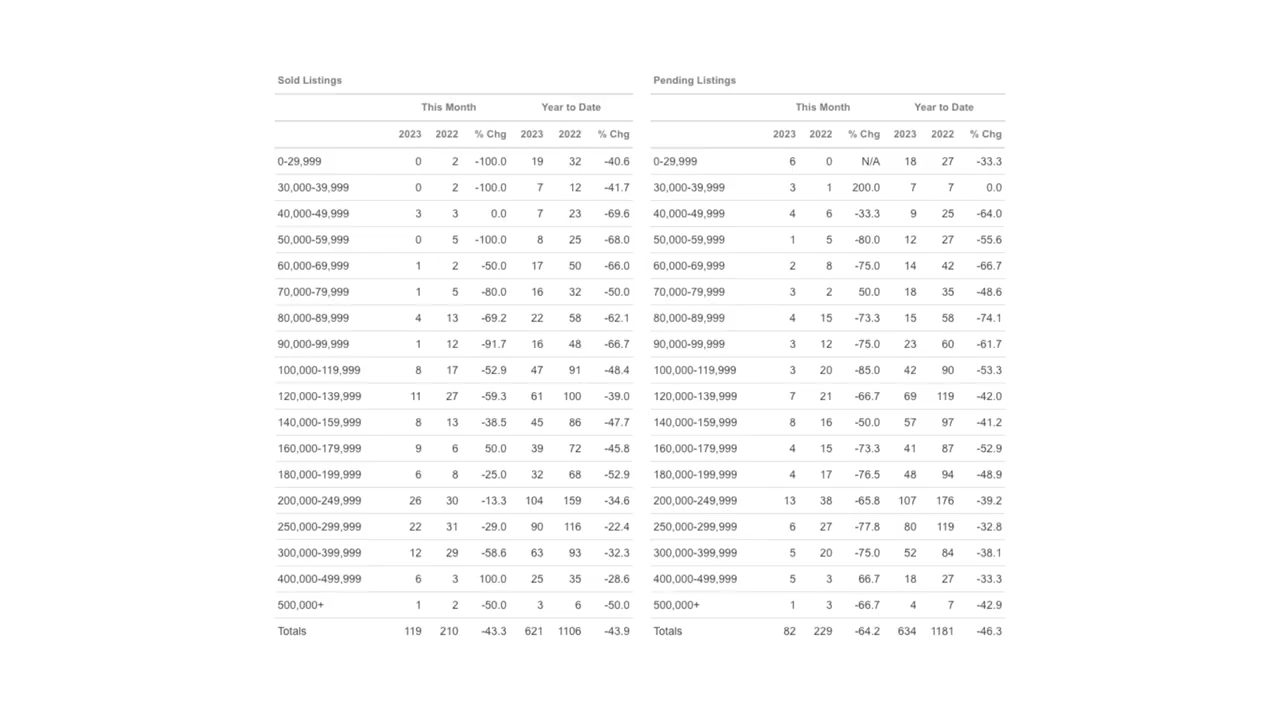 Sold Listings
This Month Year to Date
2023 2022 % Chg 2023 2022 % Chg
0-29,999 0 2 -100.0 19 32 -40.6
30,000-39,999 0 2 -100.0 7 12 -41.7
40,000-49,999 3 3 0.0 7 23 -69.6
50,000-59,999 0 5 -100.0 8 25 -68.0
60,000-69,999 1 2 -50.0 17 50 -66.0
70,000-79,999 1 5 -80.0 16 32 -50.0
80,000-89,999 4 13 -69.2 22 58 -62.1
90,000-99,999 1 12 -91.7 16 48 -66.7
100,000-119,999 8 17 -52.9 47 91 -48.4
120,000-139,999 11 27 -59.3 61 100 -39.0
140,000-159,999 8 13 -38.5 45 86 -47.7
160,000-179,999 9 6 50.0 39 72 -45.8
180,000-199,999 6 8 -25.0 32 68 -52.9
200,000-249,999 26 30 -13.3 104 159 -34.6
250,000-299,999 22 31 -29.0 90 116 -22.4
300,000-399,999 12 29 -58.6 63 93 -32.3
400,000-499,999 6 3 100.0 25 35 -28.6
500,000+ 1 2 -50.0 3 6 -50.0
Totals 119 210 -43.3 621 1106 -43.9
Pending Listings
This Month Year to Date
2023 2022 % Chg 2023 2022 % Chg
0-29,999 6 0 N/A 18 27 -33.3
30,000-39,999 3 1 200.0 7 7 0.0
40,000-49,999 4 6 -33.3 9 25 -64.0
50,000-59,999 1 5 -80.0 12 27 -55.6
60,000-69,999 2 8 -75.0 14 42 -66.7
70,000-79,999 3 2 50.0 18 35 -48.6
80,000-89,999 4 15 -73.3 15 58 -74.1
90,000-99,999 3 12 -75.0 23 60 -61.7
100,000-119,999 3 20 -85.0 42 90 -53.3
120,000-139,999 7 21 -66.7 69 119 -42.0
140,000-159,999 8 16 -50.0 57 97 -41.2
160,000-179,999 4 15 -73.3 41 87 -52.9
180,000-199,999 4 17 -76.5 48 94 -48.9
200,000-249,999 13 38 -65.8 107 176 -39.2
250,000-299,999 6 27 -77.8 80 119 -32.8
300,000-399,999 5 20 -75.0 52 84 -38.1
400,000-499,999 5 3 66.7 18 27 -33.3
500,000+ 1 3 -66.7 4 7 -42.9
Totals 82 229 -64.2 634 1181 -46.3